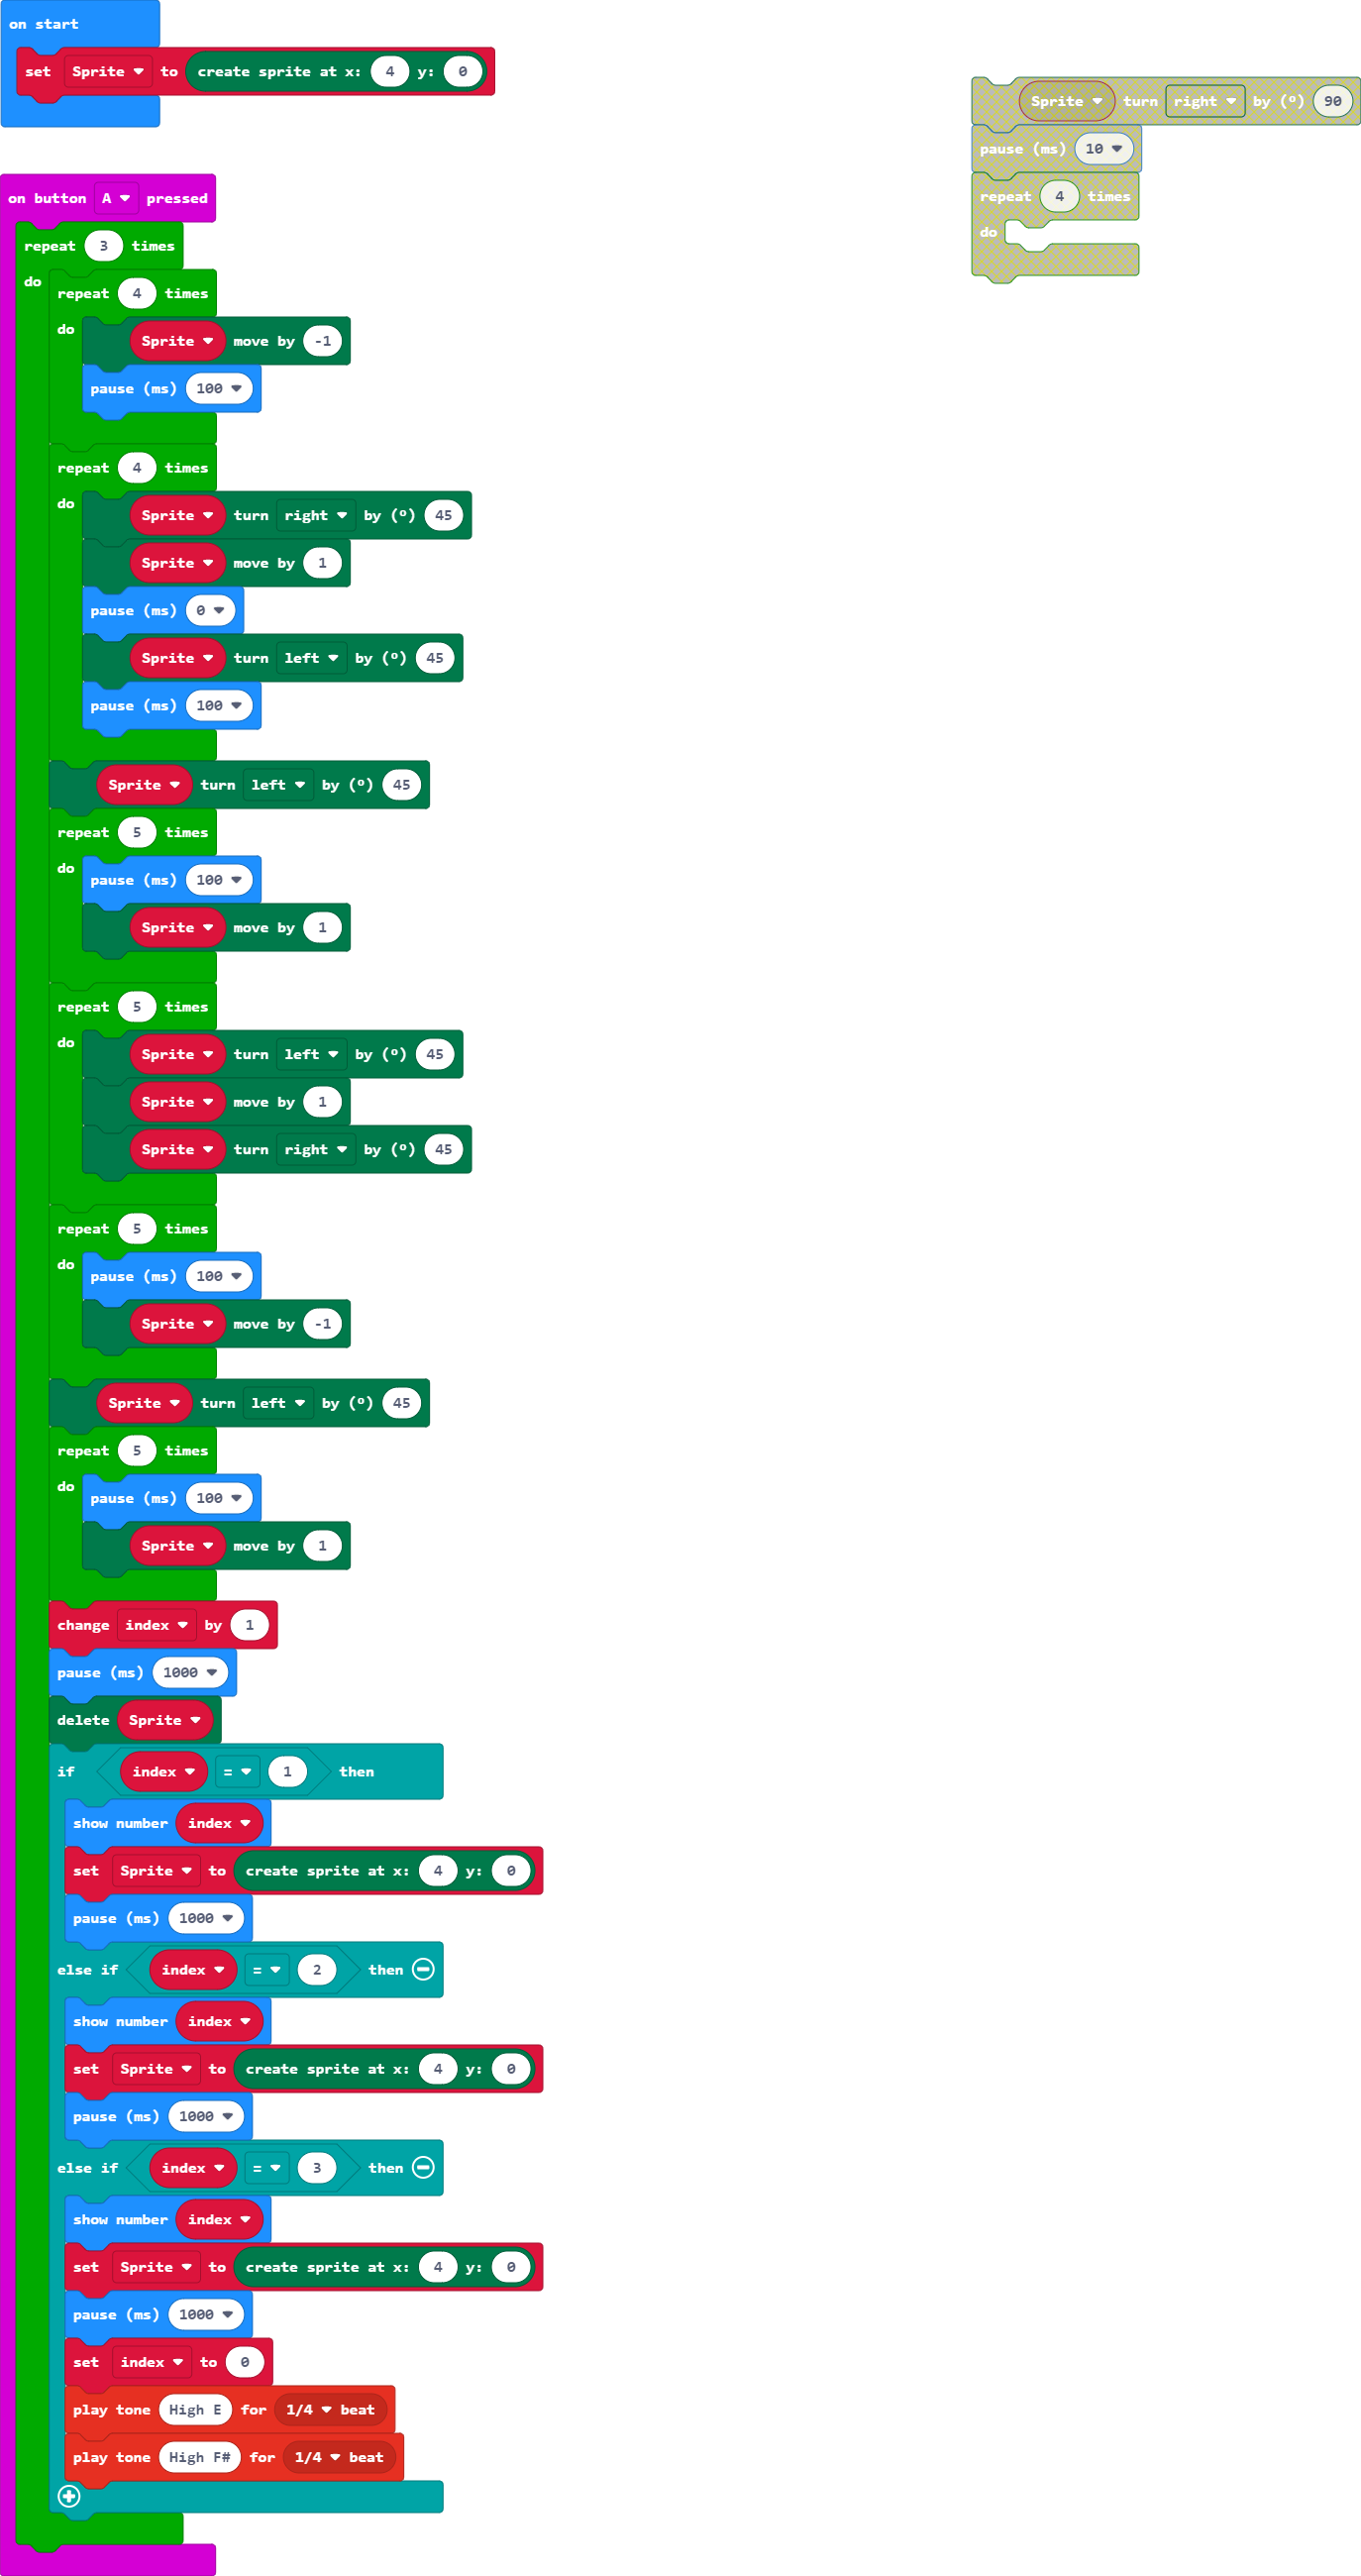 on start
set Sprite to create sprite at x: 4 y: 0
on button A pressed
repeat 3 times
do
repeat 4 times
do
Sprite move by -1
pause (ms) 100
repeat 4 times
do
Sprite turn right by (º) 45
Sprite move by 1
pause (ms) 0
Sprite turn left by (º) 45
pause (ms) 100
Sprite turn left by (º) 45
repeat 5 times
do
pause (ms) 100
Sprite move by 1
repeat 5 times
do
Sprite turn left by (º) 45
Sprite move by 1
Sprite turn right by (º) 45
repeat 5 times
do
pause (ms) 100
Sprite move by -1
Sprite turn left by (º) 45
repeat 5 times
do
pause (ms) 100
Sprite move by 1
change index by 1
pause (ms) 1000
delete Sprite
if index = 1 then
show number index
set Sprite to create sprite at x: 4 y: 0
pause (ms) 1000
else if index = 2 then
show number index
set Sprite to create sprite at x: 4 y: 0
pause (ms) 1000
else if index = 3 then
show number index
set Sprite to create sprite at x: 4 y: 0
pause (ms) 1000
set index to 0
play tone High E for 1/4 beat
play tone High F# for 1/4 beat
Sprite turn right by (º) 90
pause (ms) 10
repeat 4 times
do